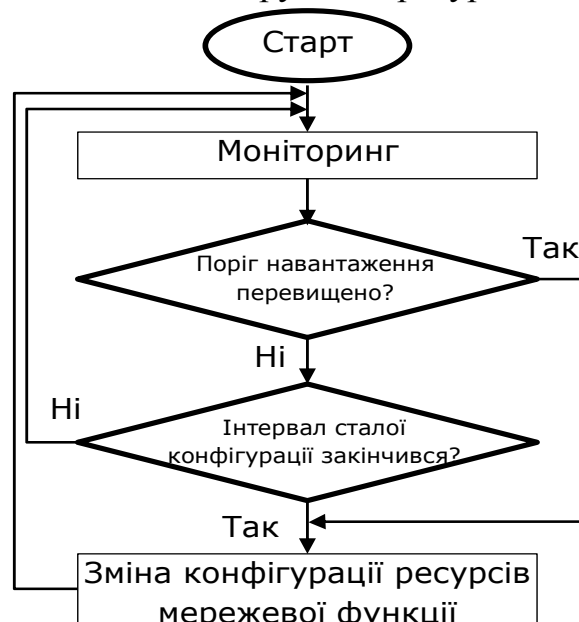 Старт
Моніторинг
Поріг навантаження
перевищено?
Так
Ні
Ні
Інтервал сталої
конфігурації закінчився?
Так
Зміна конфігурації ресурсів
мережевої функції